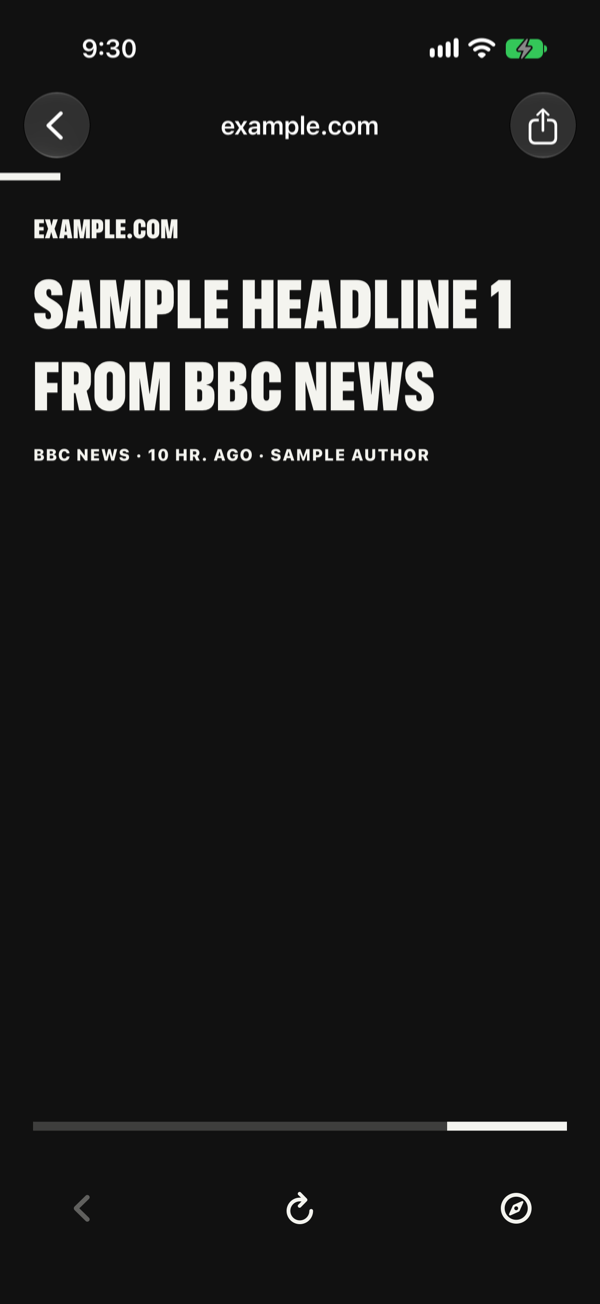 9:30
example.com
EXAMPLE.COM
SAMPLE HEADLINE 1
FROM BBC NEWS
BBC NEWS · 10 HR. AGO · SAMPLE AUTHOR